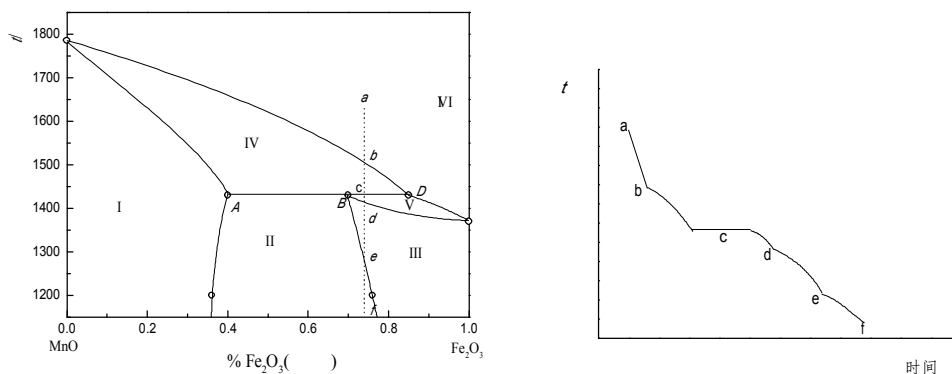 t/
1800
1700
1600
1500
1400
1300
1200
a
VI
IV
b
c
D
A
B
V
I
d
II
III
e
f
0.0 0.2 0.4 0.6 0.8 1.0
MnO Fe₂O₃
% Fe₂O₃( )
t
a
b
c
d
e
f
时间